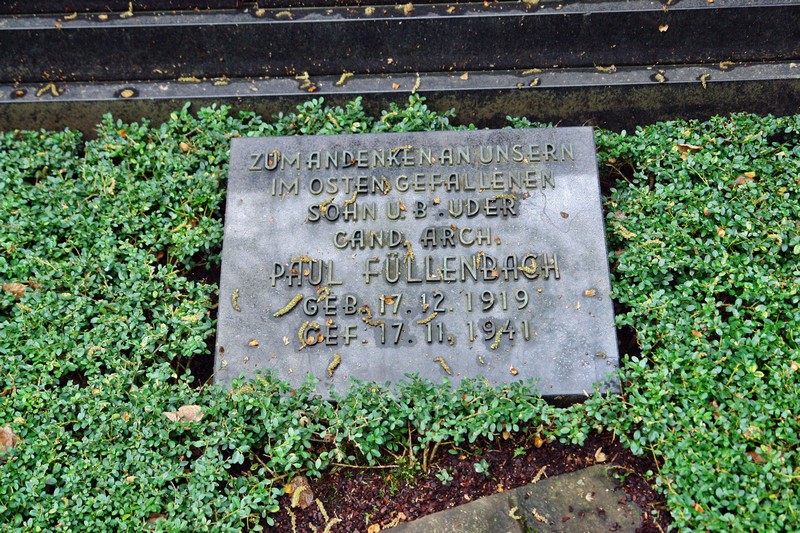 ZUM ANDENKEN AN UNSERN
IM OSTEN GEFALLENEN
SOHN U. B UDER
CAND. ARCH.
PAUL FÜLLENBACH
GEB. 17. 12. 1919
GEF. 17. 11. 1941